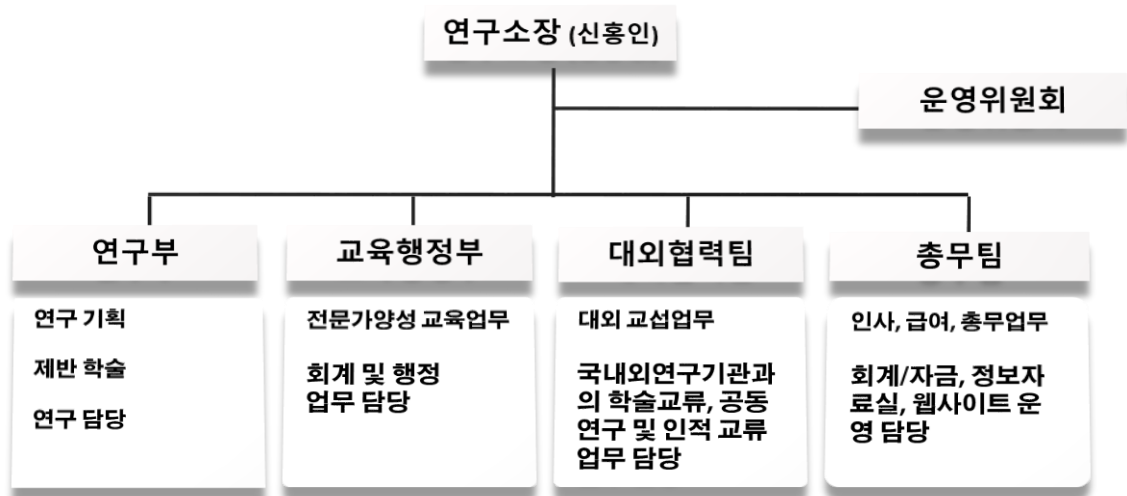 연구소장 (신홍인)
운영위원회
연구부
교육행정부
대외협력팀
총무팀
연구 기획
제반 학술
연구 담당
전문가양성 교육업무
회계 및 행정
업무 담당
대외 교섭업무
국내외연구기관과
의 학술교류, 공동
연구 및 인적 교류
업무 담당
인사, 급여, 총무업무
회계/자금, 정보자
료실, 웹사이트 운
영 담당